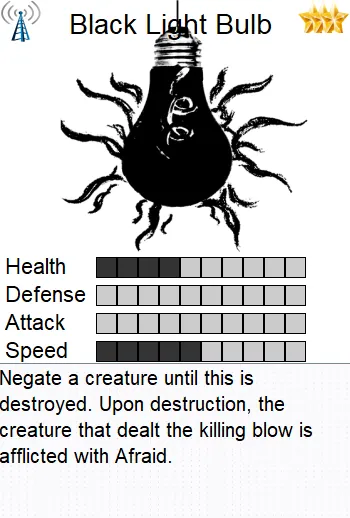 Black Light Bulb
Health
Defense
Attack
Speed
Negate a creature until this is
destroyed. Upon destruction, the
creature that dealt the killing blow is
afflicted with Afraid.